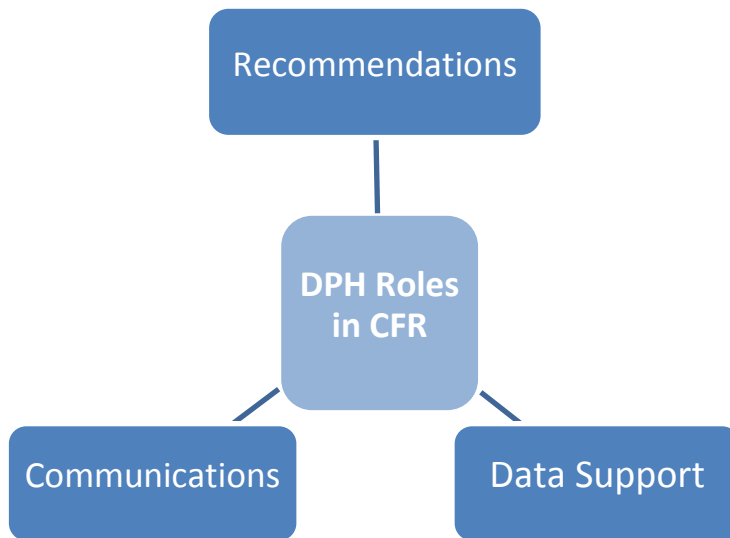 Recommendations
DPH Roles
in CFR
Communications
Data Support